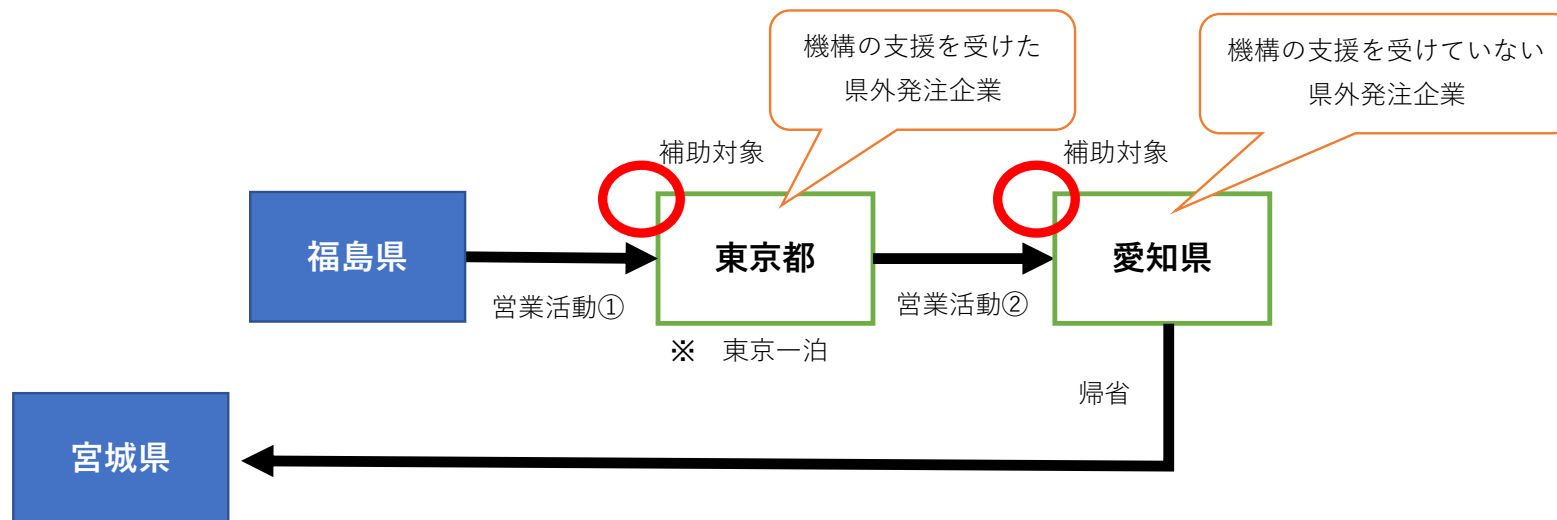 機構の支援を受けた
県外発注企業
機構の支援を受けていない
県外発注企業
補助対象
補助対象
福島県
東京都
愛知県
営業活動①
営業活動②
※　東京一泊
帰省
宮城県